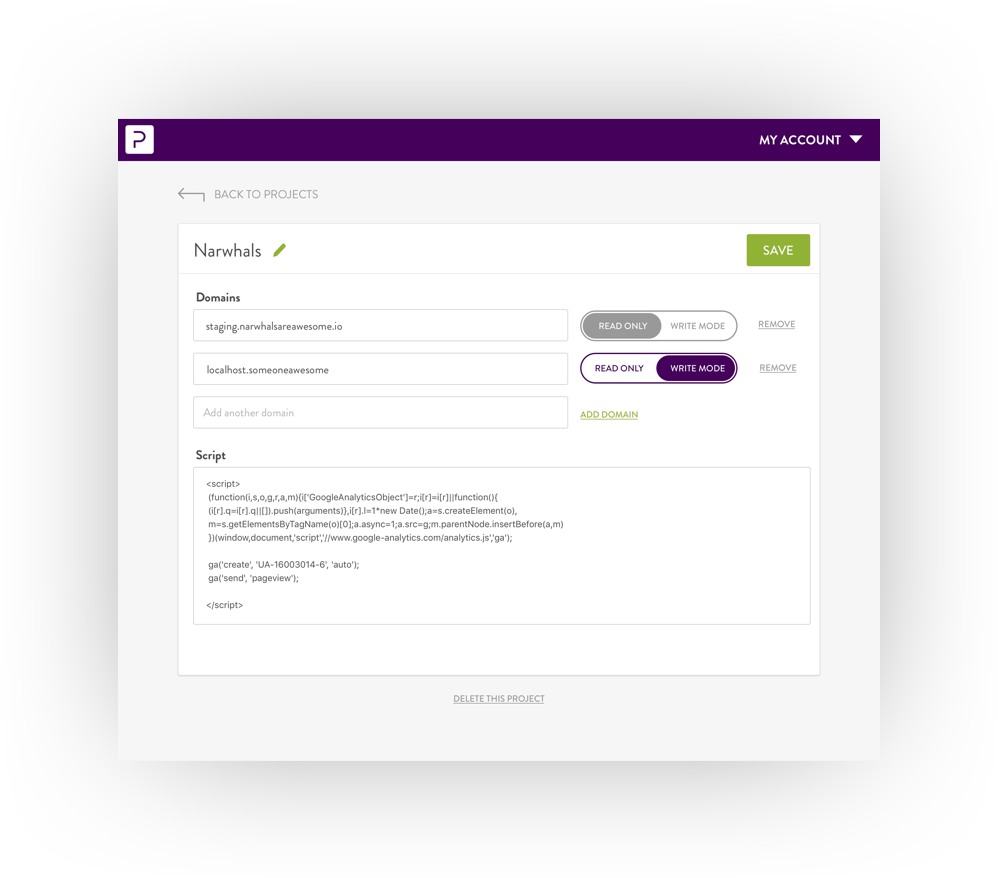 P
MY ACCOUNT
BACK TO PROJECTS
Narwhals
SAVE
Domains
staging.narwhalsareawesome.io
READ ONLY WRITE MODE
REMOVE
localhost.someoneawesome
READ ONLY WRITE MODE
REMOVE
Add another domain
ADD DOMAIN
Script
<script>
(function(i,s,o,g,r,a,m){i['GoogleAnalyticsObject']=r;i[r]=i[r]||function(){
(i[r].q=i[r].q||[]).push(arguments)},i[r].l=1*new Date();a=s.createElement(o),
m=s.getElementsByTagName(o)[0];a.async=1;a.src=g;m.parentNode.insertBefore(a,m)
})(window,document,'script','//www.google-analytics.com/analytics.js','ga');
ga('create', 'UA-16003014-6', 'auto');
ga('send', 'pageview');
</script>
DELETE THIS PROJECT